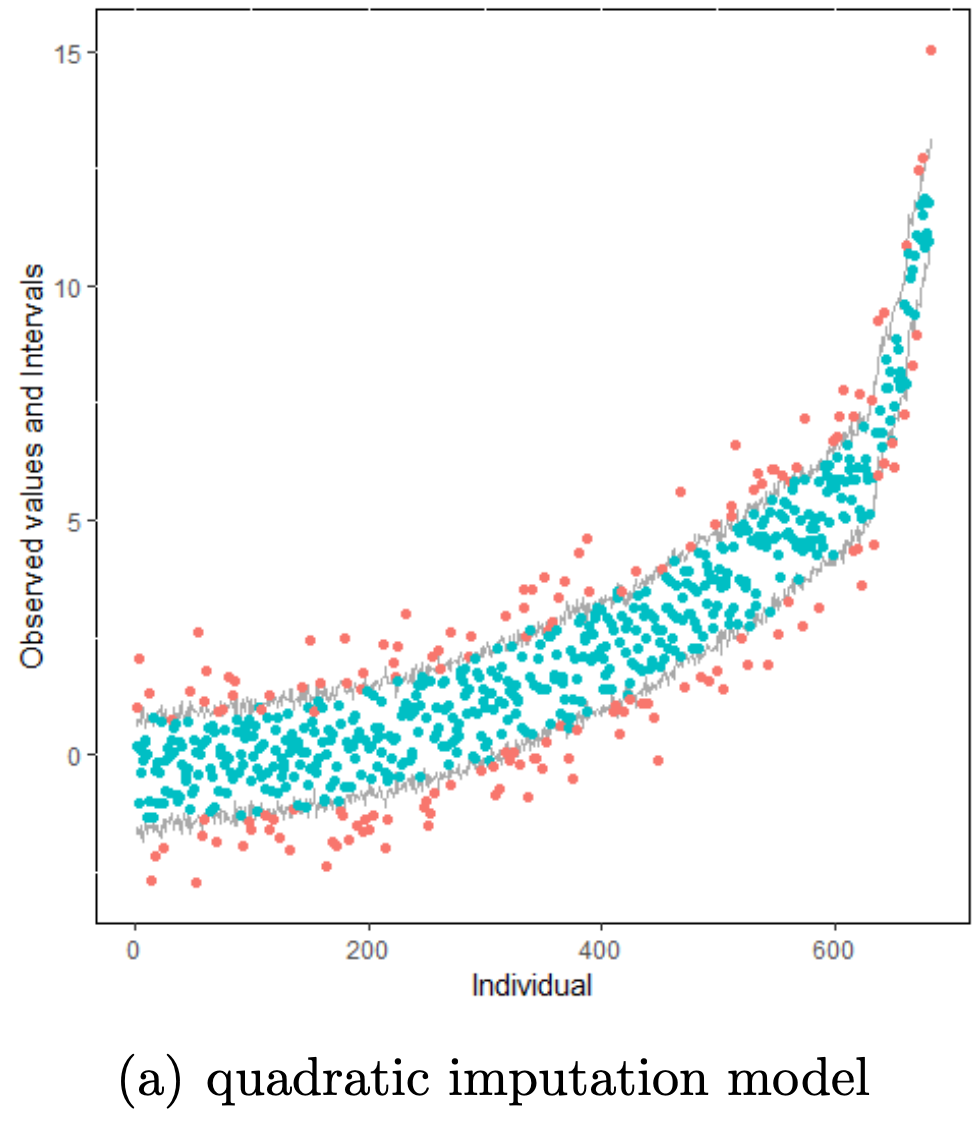 15
10
5
0
Observed values and Intervals
0 200 400 600
Individual
(a) quadratic imputation model